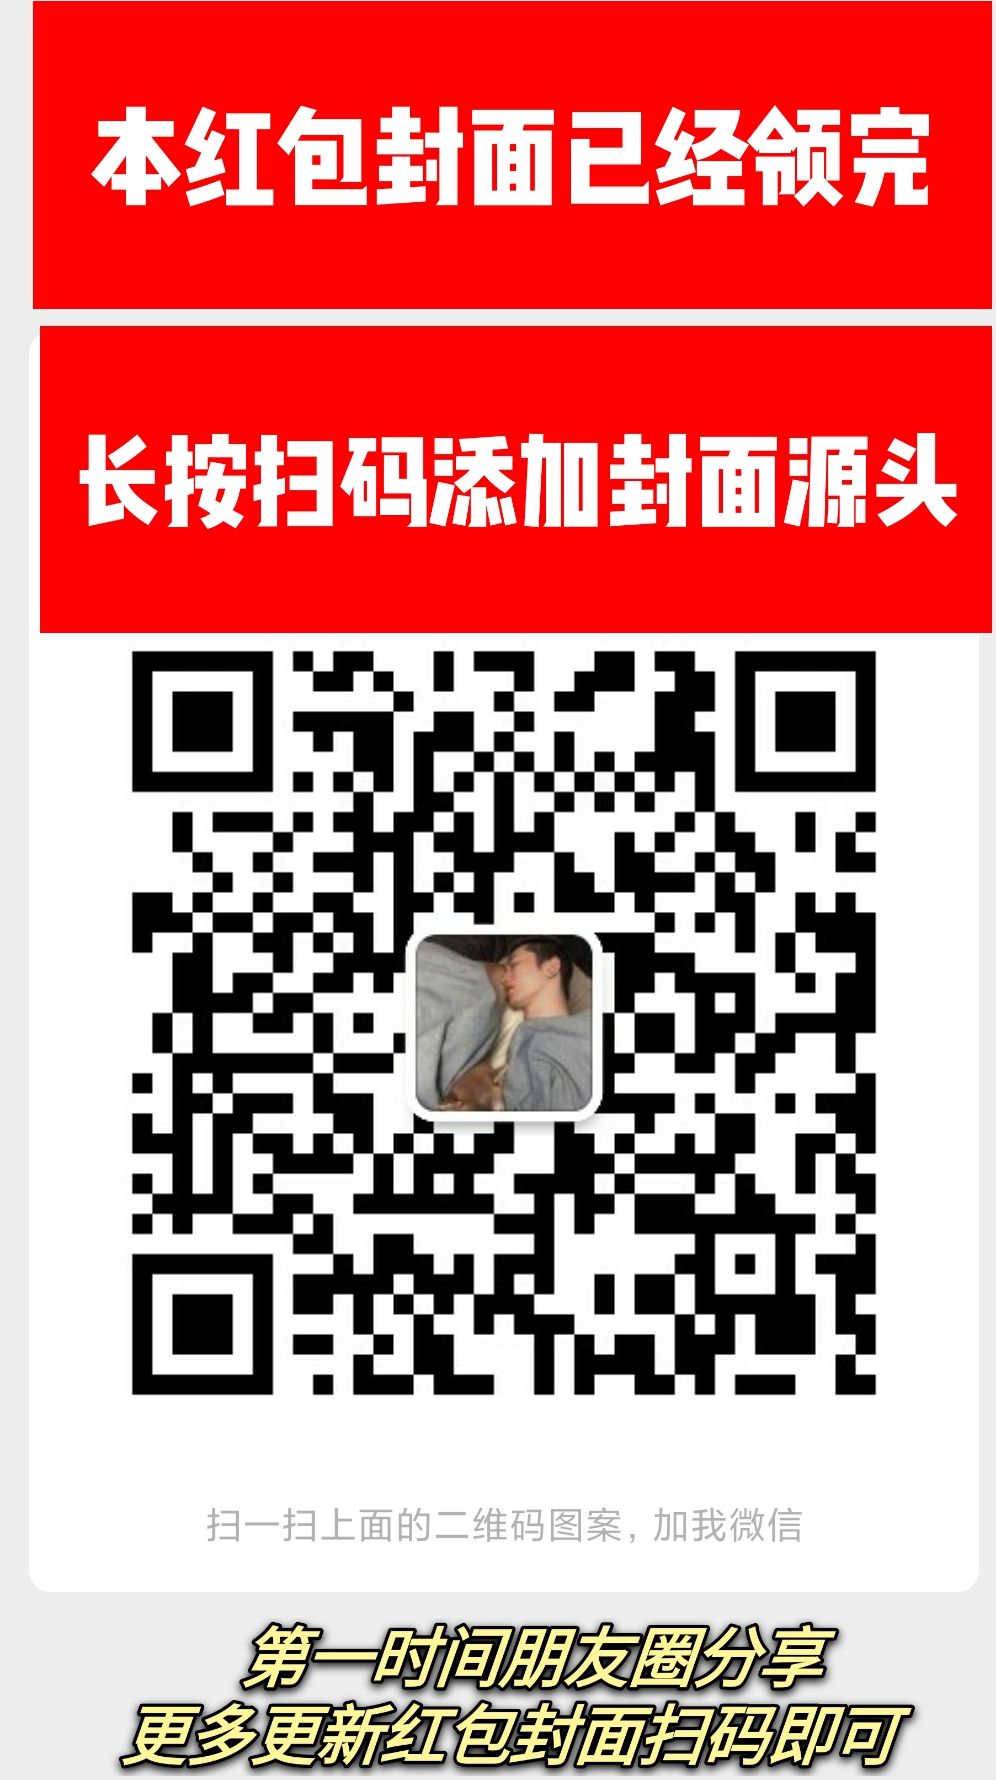 本红包封面已经领完
长按扫码添加封面源头
扫一扫上面的二维码图案，加我微信
第一时间朋友圈分享
更多更新红包封面扫码即可